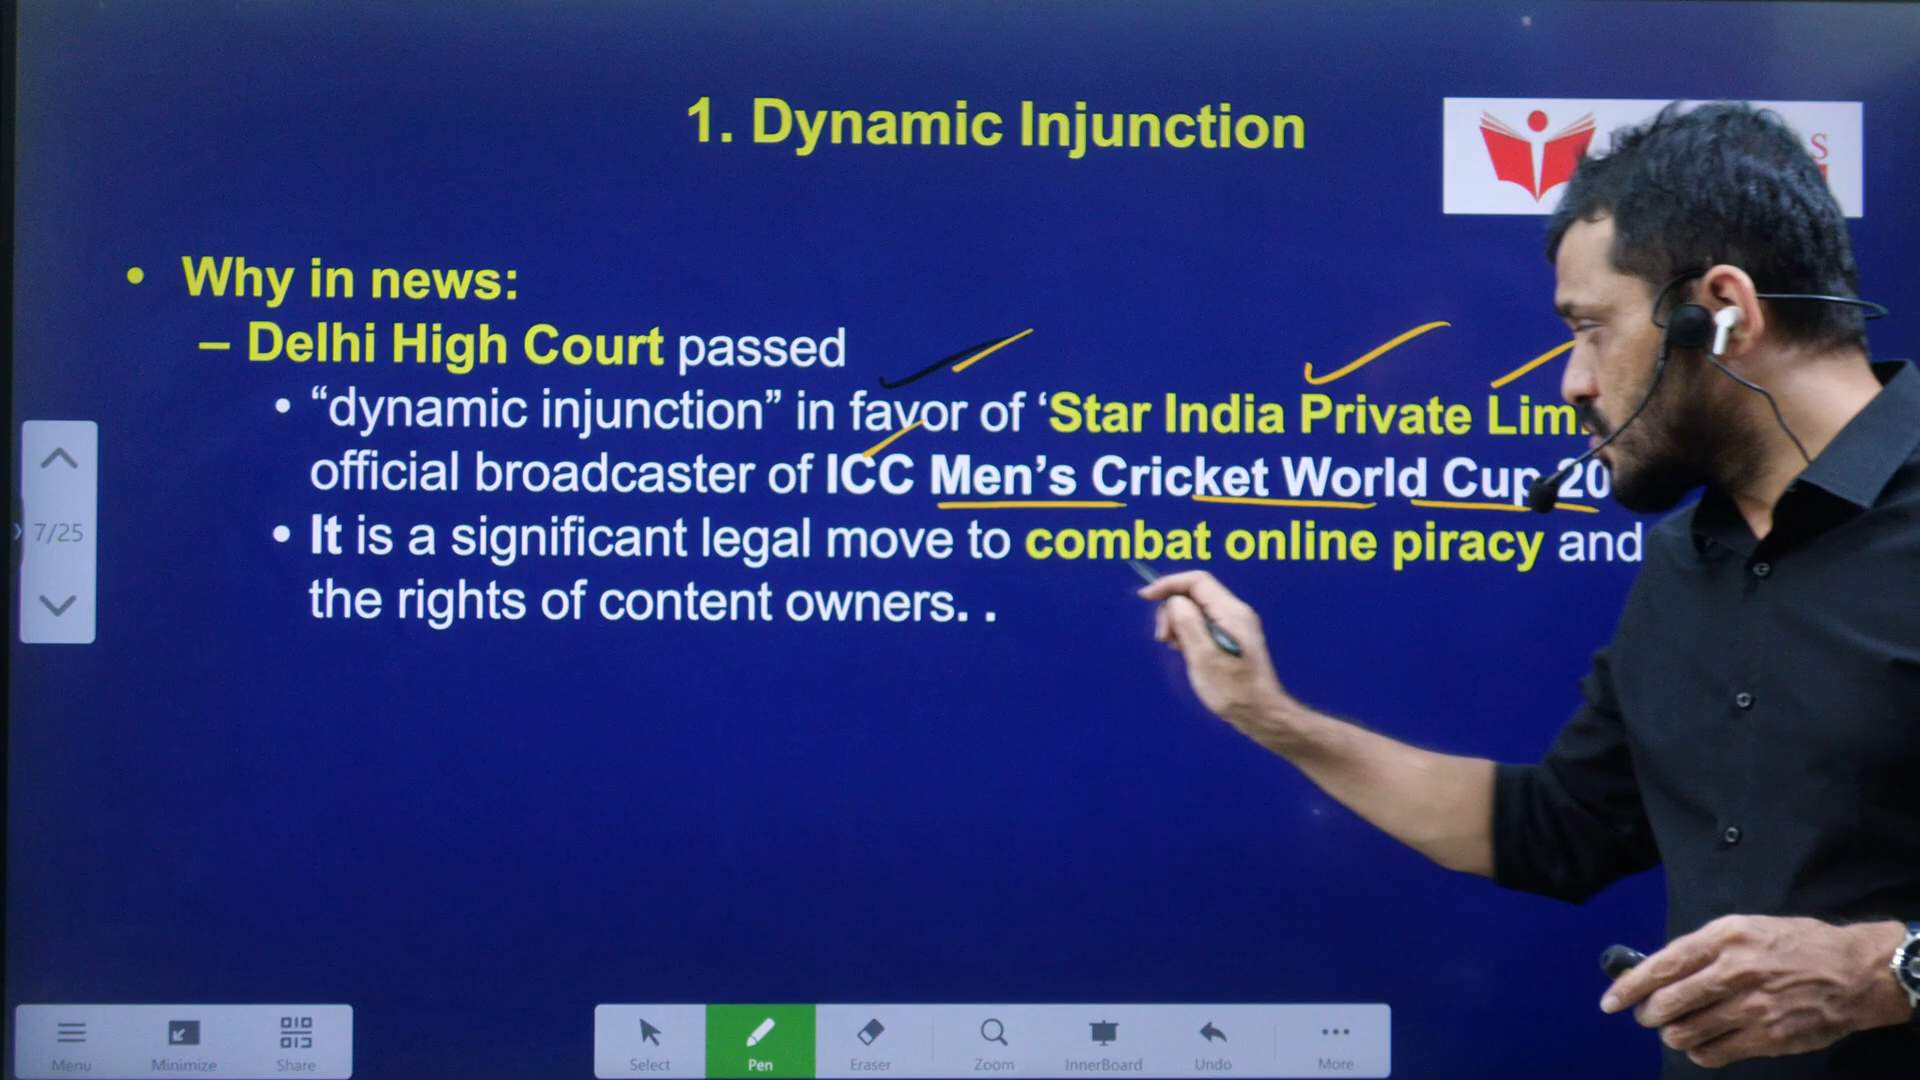 1. Dynamic Injunction
S
• Why in news:
– Delhi High Court passed
• “dynamic injunction” in favor of ‘Star India Private
official broadcaster of ICC Men’s Cricket World Cup
• It is a significant legal move to combat online piracy and
the rights of content owners. .
7/25
Menu
Minimize
Share
Select
Pen
Eraser
Zoom
InnerBoard
Undo
More